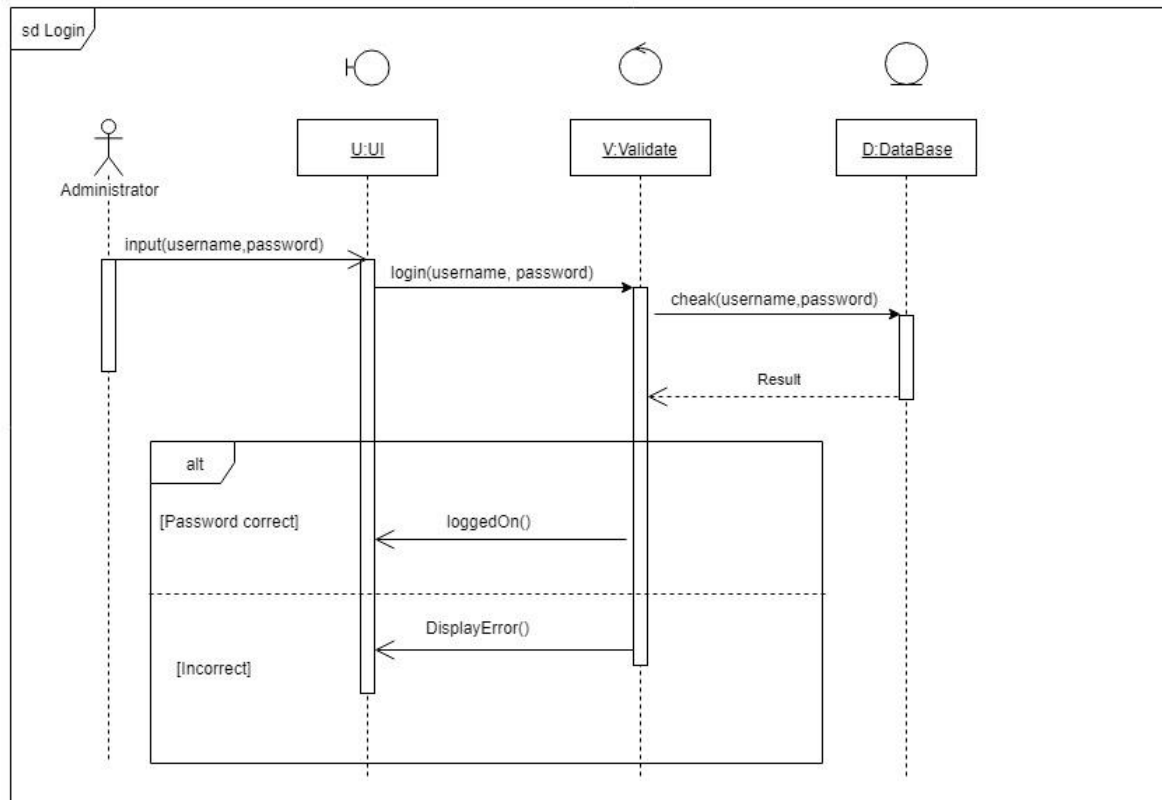 sd Login
U:UI
V:Validate
D:DataBase
Administrator
input(username,password)
login(username, password)
cheak(username,password)
Result
alt
[Password correct]
loggedOn()
DisplayError()
[Incorrect]